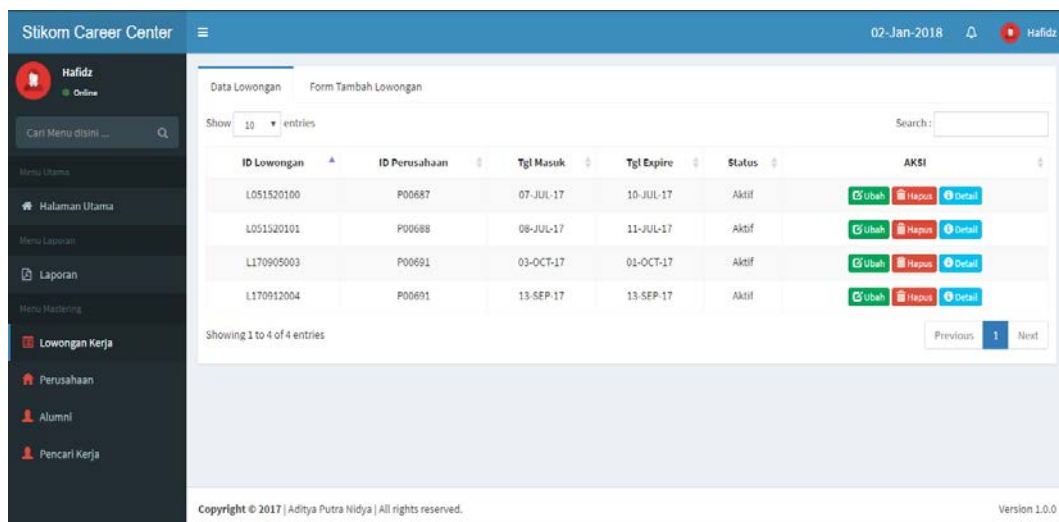 Stikom Career Center
02-Jan-2018
Hafidz
Hafidz
Online
Cari Menu disini ...
Menu Utama
Halaman Utama
Menu Laporan
Laporan
Menu Mastering
Lowongan Kerja
Perusahaan
Alumni
Pencari Kerja
Data Lowongan Form Tambah Lowongan
Show 10 entries Search :
ID Lowongan ID Perusahaan Tgl Masuk Tgl Expire Status AKSI
L051520100 P00687 07-JUL-17 10-JUL-17 Aktif Ubah Hapus Detail
L051520101 P00688 08-JUL-17 11-JUL-17 Aktif Ubah Hapus Detail
L170905003 P00691 03-OCT-17 01-OCT-17 Aktif Ubah Hapus Detail
L170912004 P00691 13-SEP-17 13-SEP-17 Aktif Ubah Hapus Detail
Showing 1 to 4 of 4 entries Previous 1 Next
Copyright © 2017 | Aditya Putra Nidya | All rights reserved. Version 1.0.0